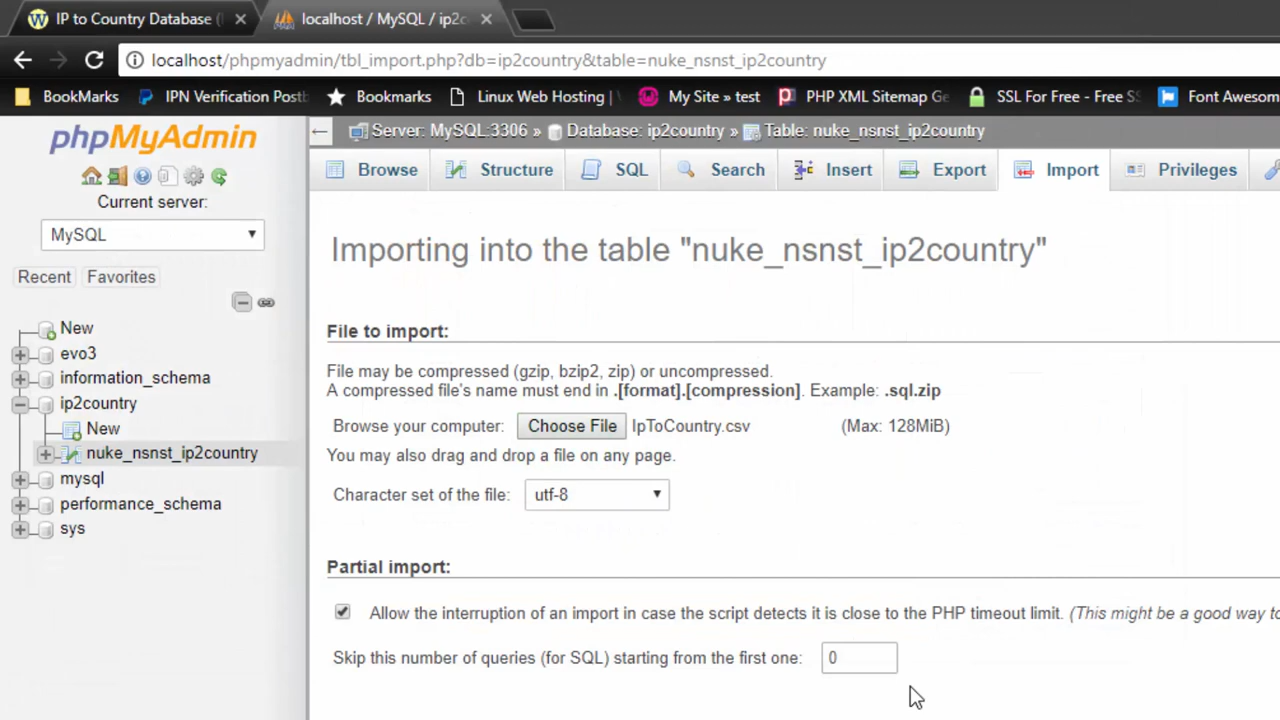 IP to Country Database (
localhost / MySQL / ip2c
localhost/phpmyadmin/tbl_import.php?db=ip2country&table=nuke_nsnst_ip2country
BookMarks
IPN Verification Postb
Bookmarks
Linux Web Hosting |
My Site » test
PHP XML Sitemap Ge
SSL For Free - Free SS
Font Awesom
phpMyAdmin
Current server:
MySQL
Recent
Favorites
New
evo3
information_schema
ip2country
New
nuke_nsnst_ip2country
mysql
performance_schema
sys
Server: MySQL:3306 » Database: ip2country » Table: nuke_nsnst_ip2country
Browse
Structure
SQL
Search
Insert
Export
Import
Privileges
Importing into the table "nuke_nsnst_ip2country"
File to import:
File may be compressed (gzip, bzip2, zip) or uncompressed.
A compressed file's name must end in .[format].[compression]. Example: .sql.zip
Browse your computer: Choose File IpToCountry.csv (Max: 128MiB)
You may also drag and drop a file on any page.
Character set of the file: utf-8
Partial import:
Allow the interruption of an import in case the script detects it is close to the PHP timeout limit. (This might be a good way to
Skip this number of queries (for SQL) starting from the first one: 0